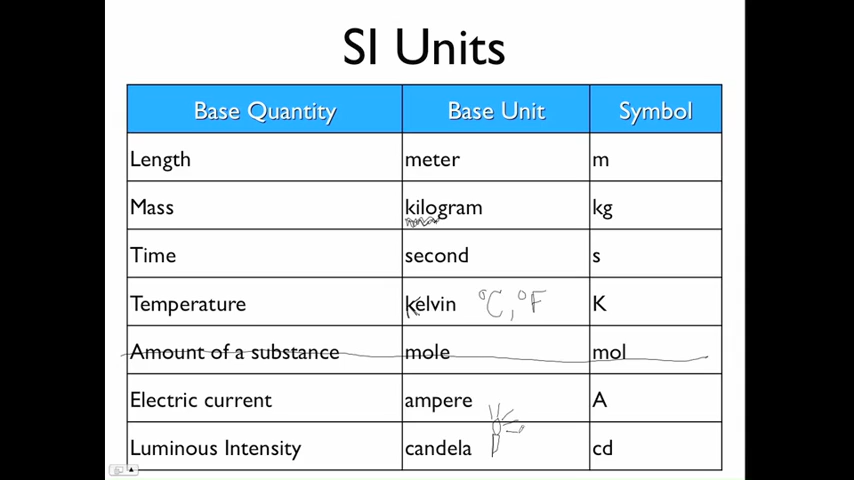 SI Units
Base Quantity Base Unit Symbol
Length meter m
Mass kilogram kg
Time second s
Temperature kelvin °C, °F K
Amount of a substance mole mol
Electric current ampere A
Luminous Intensity candela cd